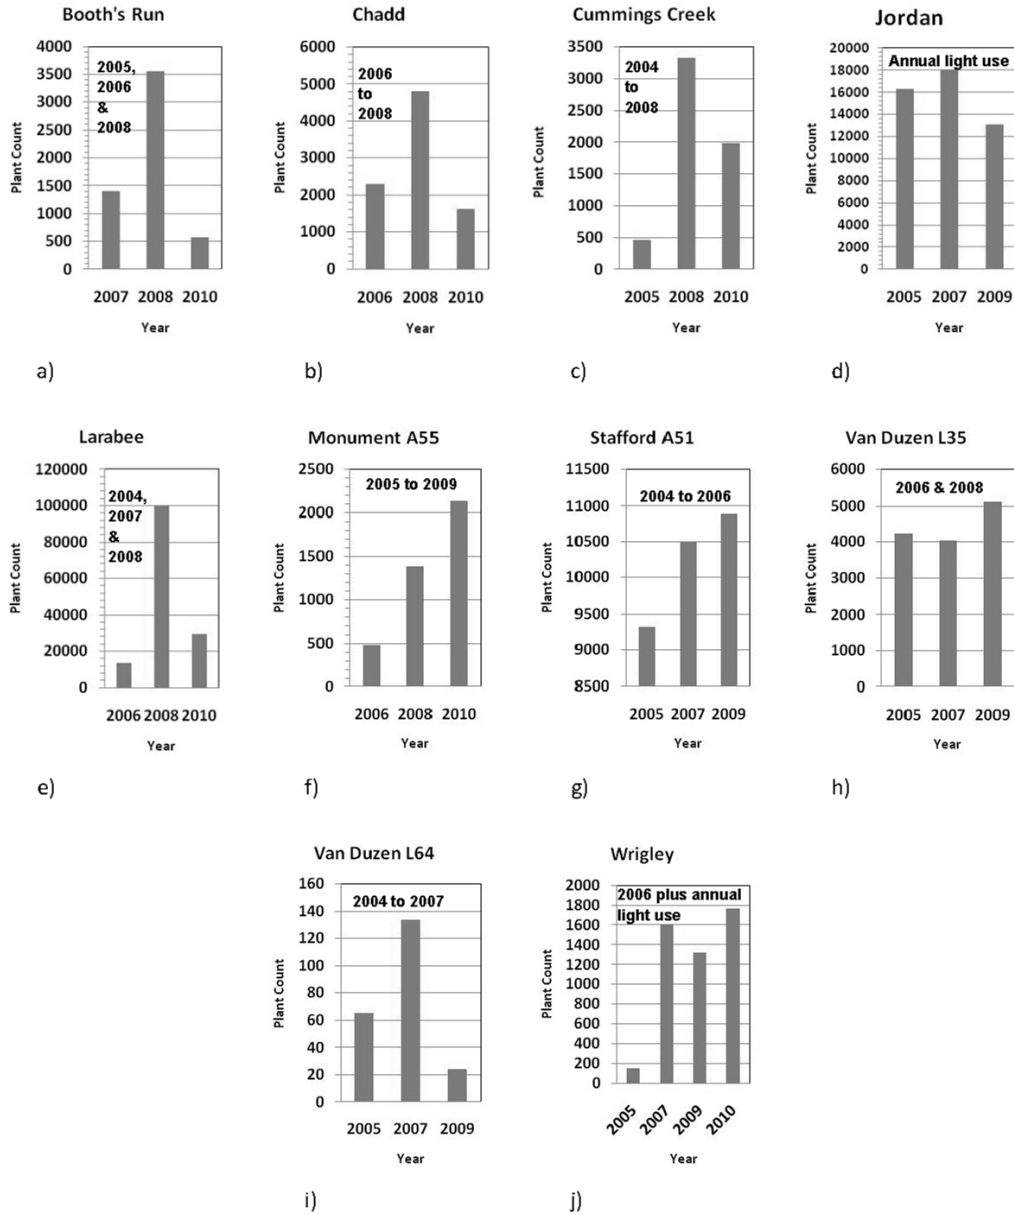 Booth's Run
Plant Count
4000
3500
3000
2500
2000
1500
1000
500
0
2005,
2006
&
2008
2007 2008 2010
Year
a)
Chadd
Plant Count
6000
5000
4000
3000
2000
1000
0
2006
to
2008
2006 2008 2010
Year
b)
Cummings Creek
Plant Count
3500
3000
2500
2000
1500
1000
500
0
2004
to
2008
2005 2008 2010
Year
c)
Jordan
Plant Count
20000
18000
16000
14000
12000
10000
8000
6000
4000
2000
0
Annual light use
2005 2007 2009
Year
d)
Larabee
Plant Count
120000
100000
80000
60000
40000
20000
0
2004,
2007
&
2008
2006 2008 2010
Year
e)
Monument A55
Plant Count
2500
2000
1500
1000
500
0
2005 to 2009
2006 2008 2010
Year
f)
Stafford A51
Plant Count
11500
11000
10500
10000
9500
9000
8500
2004 to 2006
2005 2007 2009
Year
g)
Van Duzen L35
Plant Count
6000
5000
4000
3000
2000
1000
0
2006 & 2008
2005 2007 2009
Year
h)
Van Duzen L64
Plant Count
160
140
120
100
80
60
40
20
0
2004 to 2007
2005 2007 2009
Year
i)
Wrigley
Plant Count
2000
1800
1600
1400
1200
1000
800
600
400
200
0
2006 plus annual
light use
2005 2007 2009 2010
Year
j)